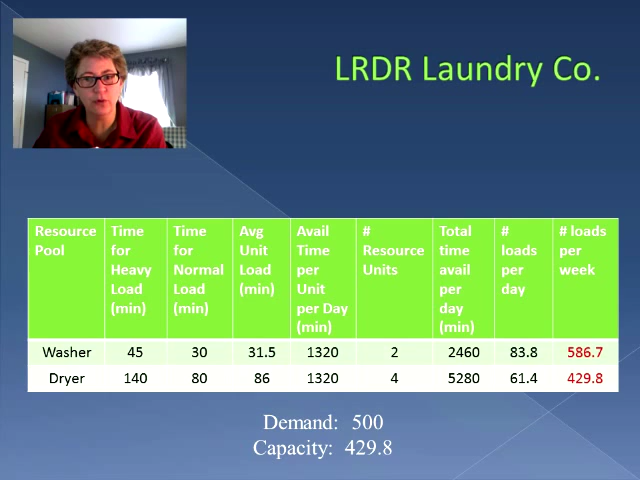 LRDR Laundry Co.
Resource Pool Time for Heavy Load (min) Time for Normal Load (min) Avg Unit Load (min) Avail Time per Unit per Day (min) # Resource Units Total time avail per day (min) # loads per day # loads per week
Washer 45 30 31.5 1320 2 2460 83.8 586.7
Dryer 140 80 86 1320 4 5280 61.4 429.8
Demand: 500
Capacity: 429.8